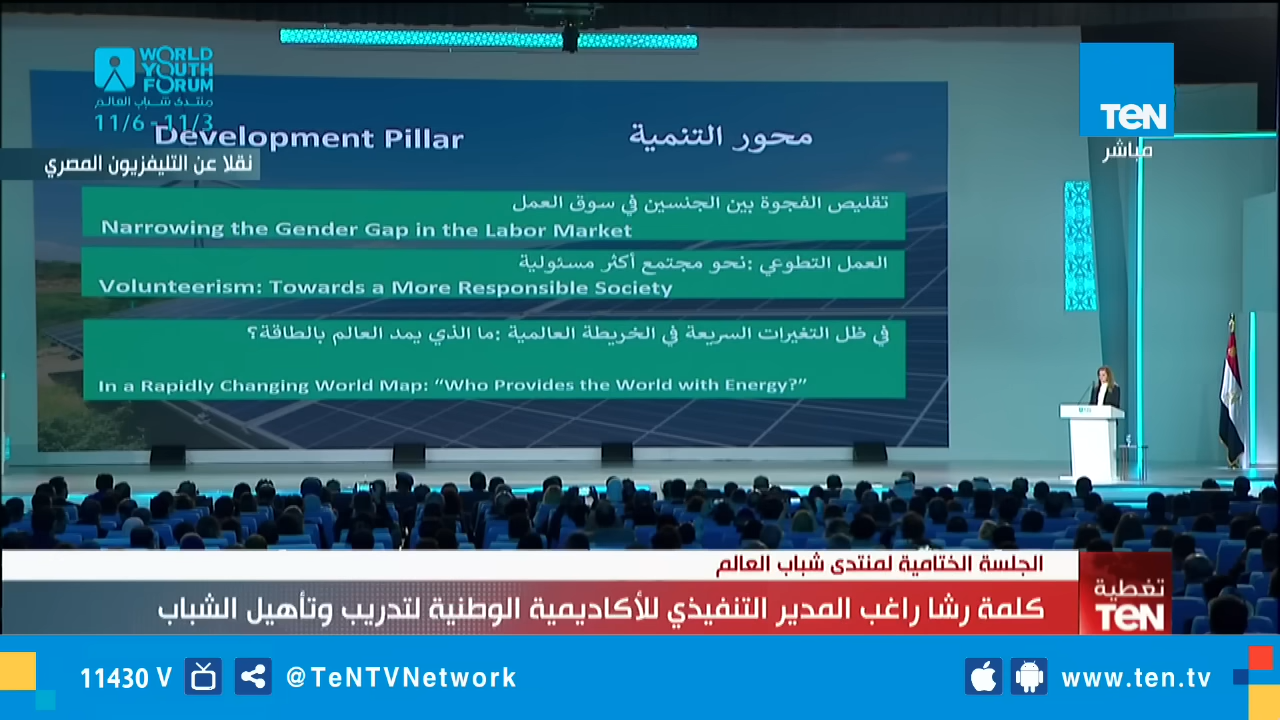 WORLD
YOUTH
FORUM
منتدى شباب العالم
11/6 - 11/3
TEN
مباشر
نقلا عن التليفزيون المصري
Development Pillar
محور التنمية
تقليص الفجوة بين الجنسين في سوق العمل
Narrowing the Gender Gap in the Labor Market
العمل التطوعي :نحو مجتمع أكثر مسئولية
Volunteerism: Towards a More Responsible Society
في ظل التغيرات السريعة في الخريطة العالمية :ما الذي يمد العالم بالطاقة؟
In a Rapidly Changing World Map: “Who Provides the World with Energy?”
الجلسة الختامية لمنتدى شباب العالم
كلمة رشا راغب المدير التنفيذي للأكاديمية الوطنية لتدريب وتأهيل الشباب
تغطية
TEN
11430 V
@TeNTVNetwork
www.ten.tv